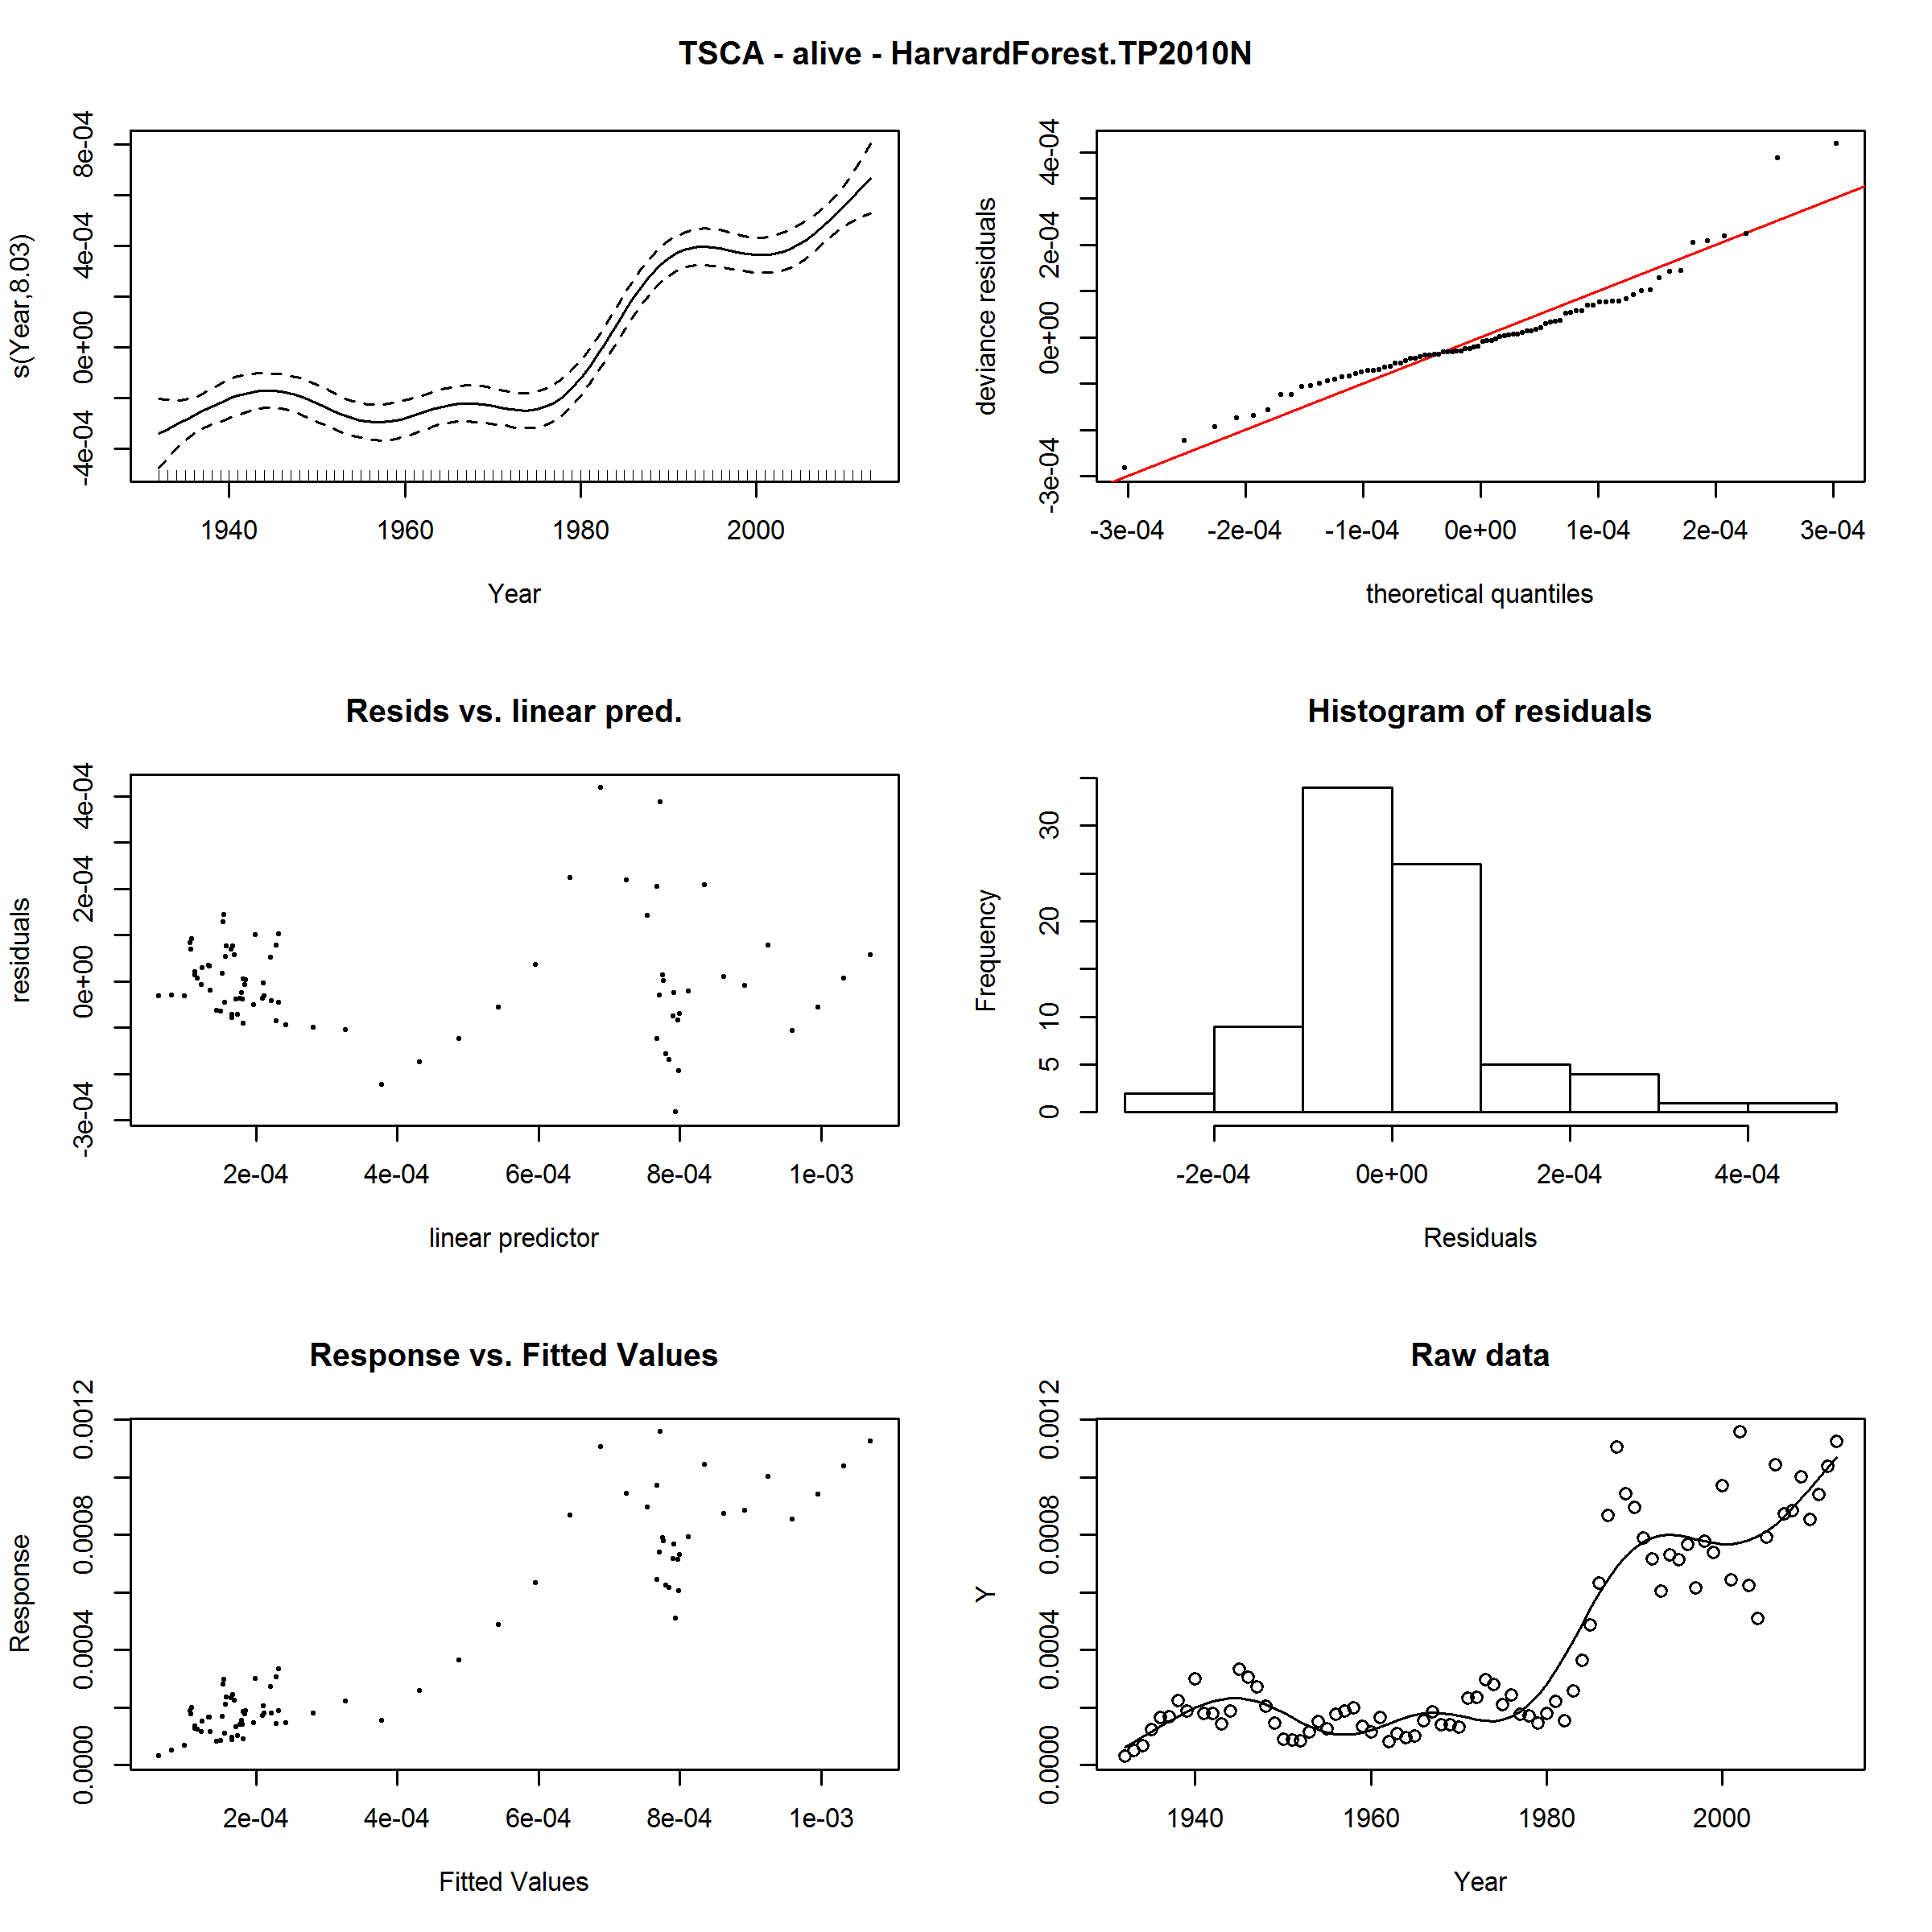 TSCA - alive - HarvardForest.TP2010N
s(Year,8.03)
-4e-04 0e+00 4e-04 8e-04
1940 1960 1980 2000
Year
deviance residuals
-3e-04 0e+00 2e-04 4e-04
-3e-04 -2e-04 -1e-04 0e+00 1e-04 2e-04 3e-04
theoretical quantiles
Resids vs. linear pred.
residuals
-3e-04 0e+00 2e-04 4e-04
2e-04 4e-04 6e-04 8e-04 1e-03
linear predictor
Histogram of residuals
Frequency
0 5 10 20 30
-2e-04 0e+00 2e-04 4e-04
Residuals
Response vs. Fitted Values
Response
0.0000 0.0004 0.0008 0.0012
2e-04 4e-04 6e-04 8e-04 1e-03
Fitted Values
Raw data
Y
0.0000 0.0004 0.0008 0.0012
1940 1960 1980 2000
Year